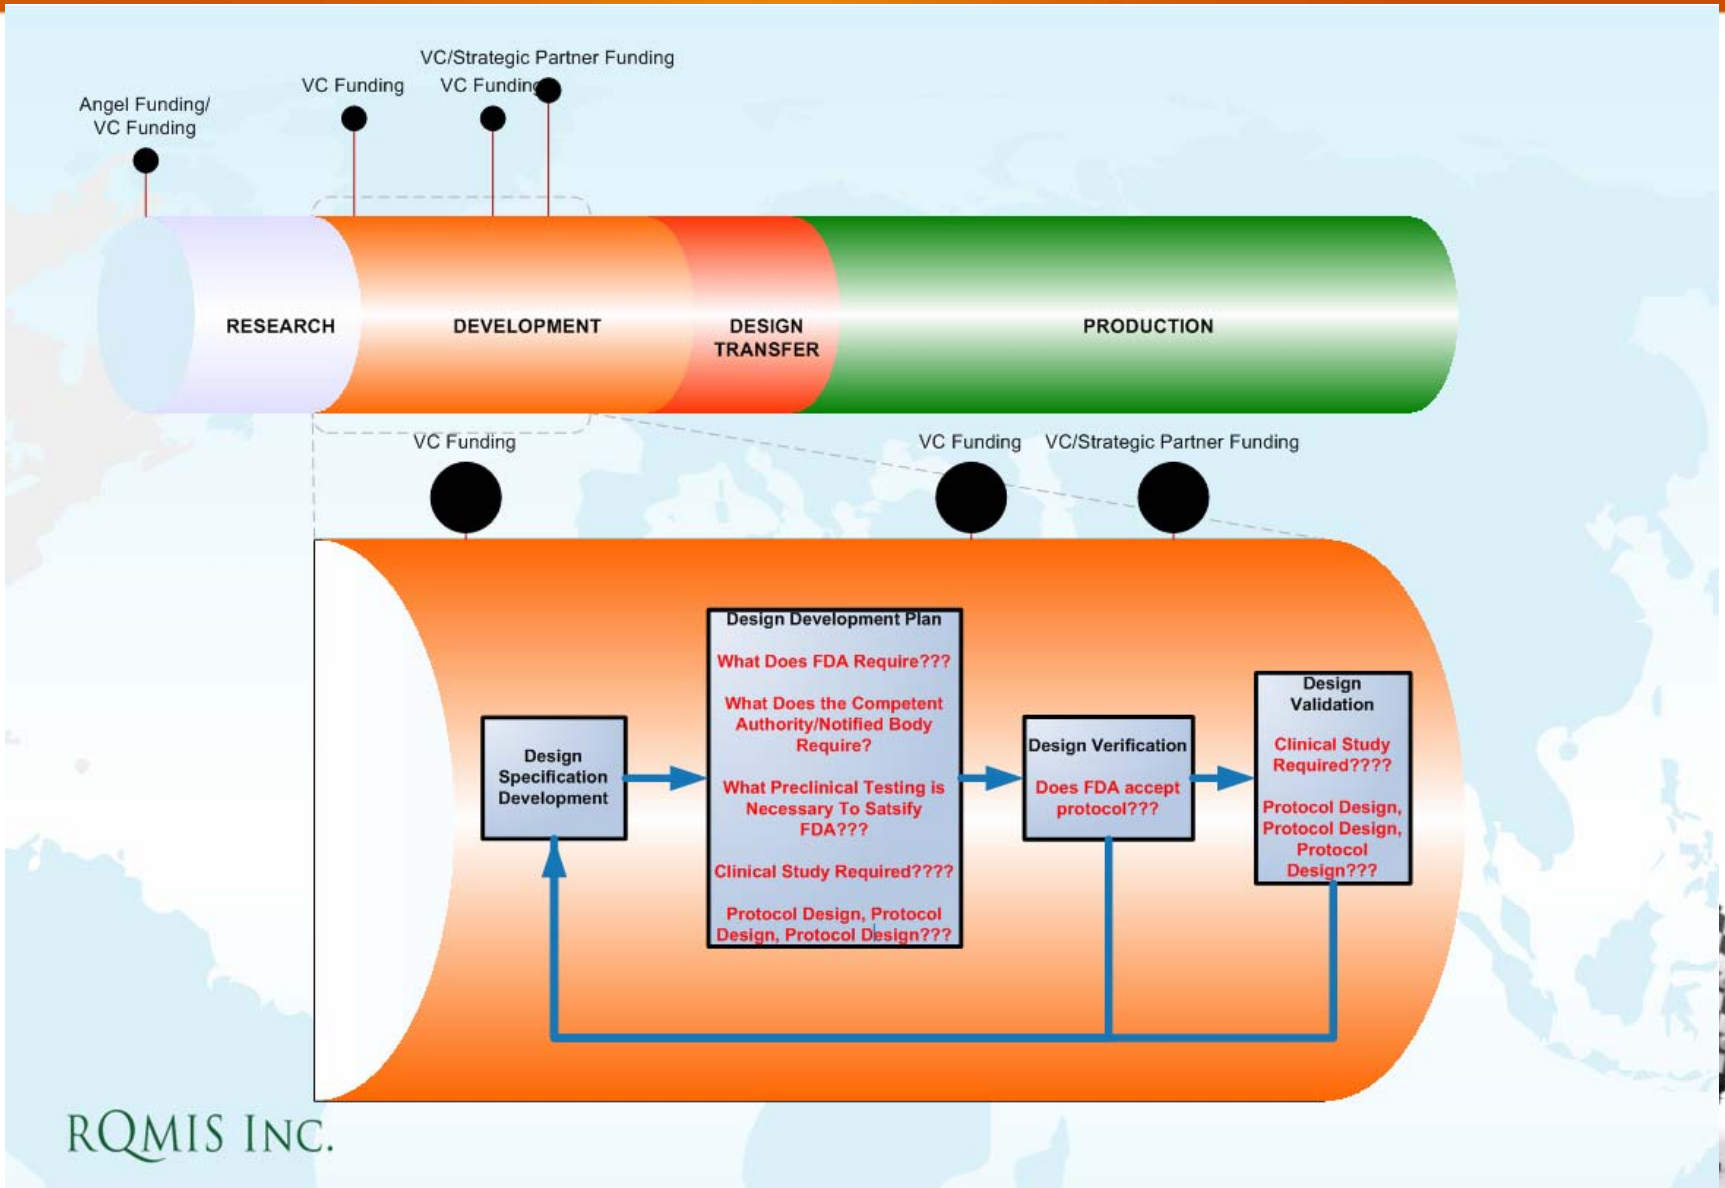 VC/Strategic Partner Funding
VC Funding
VC Funding
Angel Funding/
VC Funding
RESEARCH
DEVELOPMENT
DESIGN
TRANSFER
PRODUCTION
VC Funding
VC Funding
VC/Strategic Partner Funding
Design
Specification
Development
Design Development Plan
What Does FDA Require???
What Does the Competent
Authority/Notified Body
Require?
What Preclinical Testing is
Necessary To Satsify
FDA???
Clinical Study Required????
Protocol Design, Protocol
Design, Protocol Design???
Design Verification
Does FDA accept
protocol???
Design
Validation
Clinical Study
Required????
Protocol Design,
Protocol Design,
Protocol
Design???
RQMIS INC.